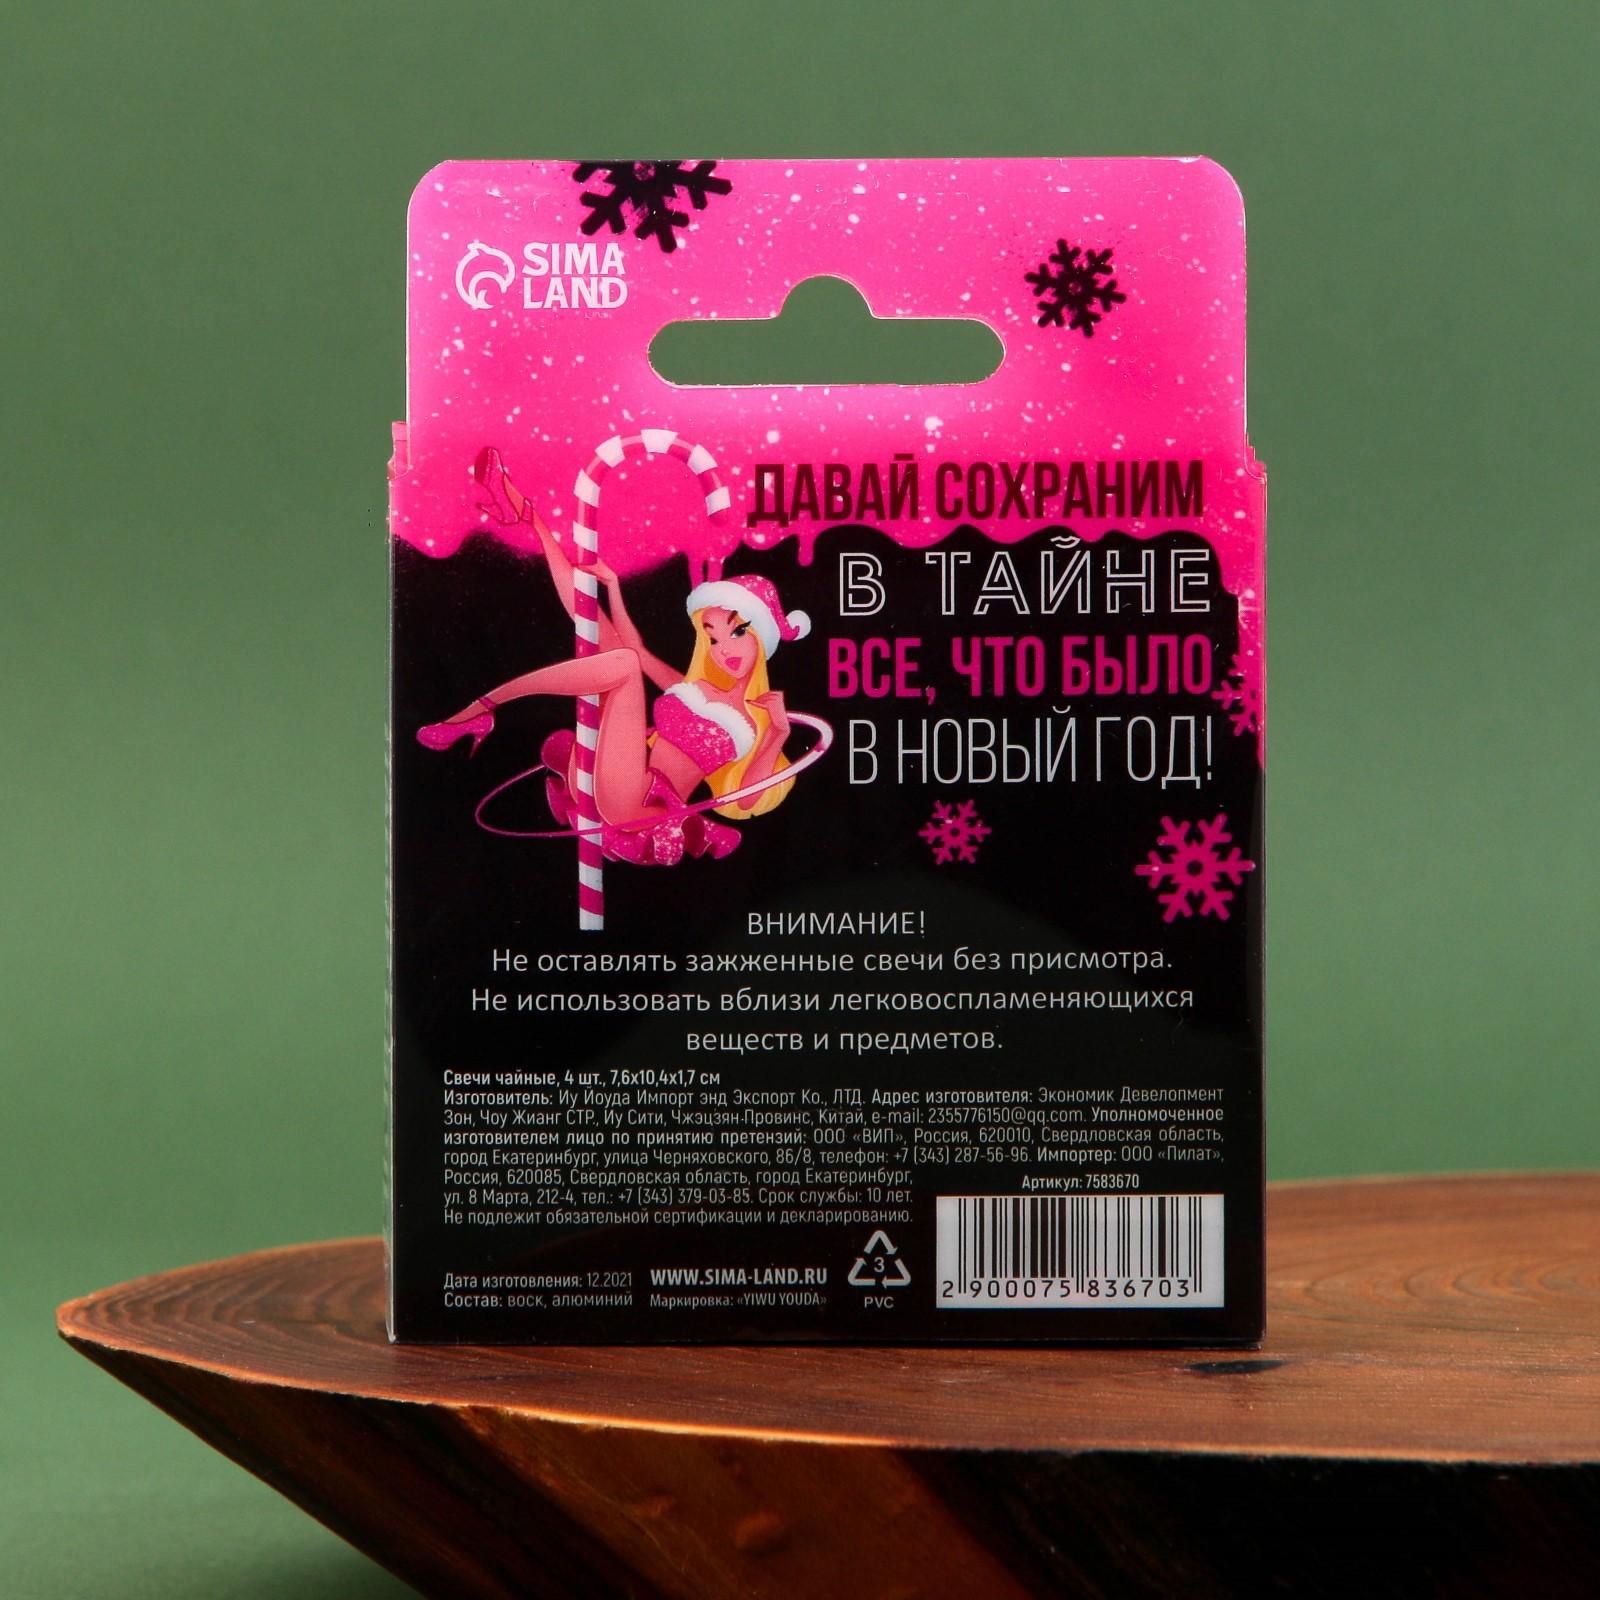 SIMA
LAND
ДАВАЙ СОХРАНИМ
В ТАЙНЕ
ВСЕ, ЧТО БЫЛО
В НОВЫЙ ГОД!
ВНИМАНИЕ!
Не оставлять зажженные свечи без присмотра.
Не использовать вблизи легковоспламеняющихся
веществ и предметов.
Свечи чайные, 4 шт., 7,6х10,4х1,7 см
Изготовитель: Иу Йоуда Импорт энд Экспорт Ко., ЛТД. Адрес изготовителя: Экономик Девелопмент
Зон, Чоу Жианг СТР., Иу Сити, Чжэцзян-Провинс, Китай, e-mail: 2355776150@qq.com. Уполномоченное
изготовителем лицо по принятию претензий: ООО «ВИП», Россия, 620010, Свердловская область,
город Екатеринбург, улица Черняховского, 86/8, телефон: +7 (343) 287-56-96. Импортер: ООО «Пилат»,
Россия, 620085, Свердловская область, город Екатеринбург,
ул. 8 Марта, 212-4, тел.: +7 (343) 379-03-85. Срок службы: 10 лет.
Не подлежит обязательной сертификации и декларированию.
Артикул: 7583670
Дата изготовления: 12.2021
Состав: воск, алюминий
WWW.SIMA-LAND.RU
Маркировка: «YIWU YOUDA»
3
PVC
2 900075 836703